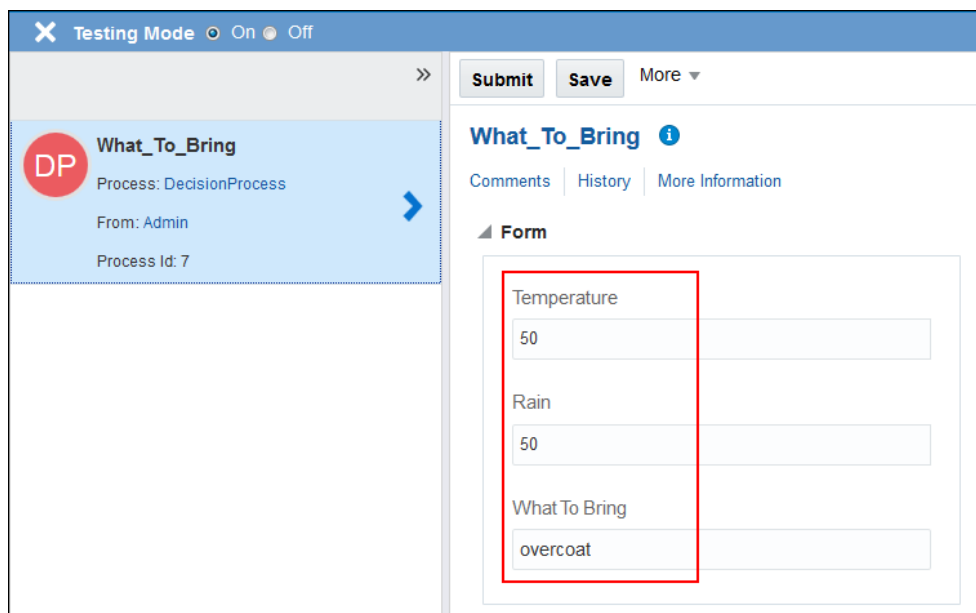 Testing Mode On Off
»
Submit Save More
DP
What_To_Bring
Process: DecisionProcess
From: Admin
Process Id: 7
What_To_Bring i
Comments History More Information
Form
Temperature
50
Rain
50
What To Bring
overcoat